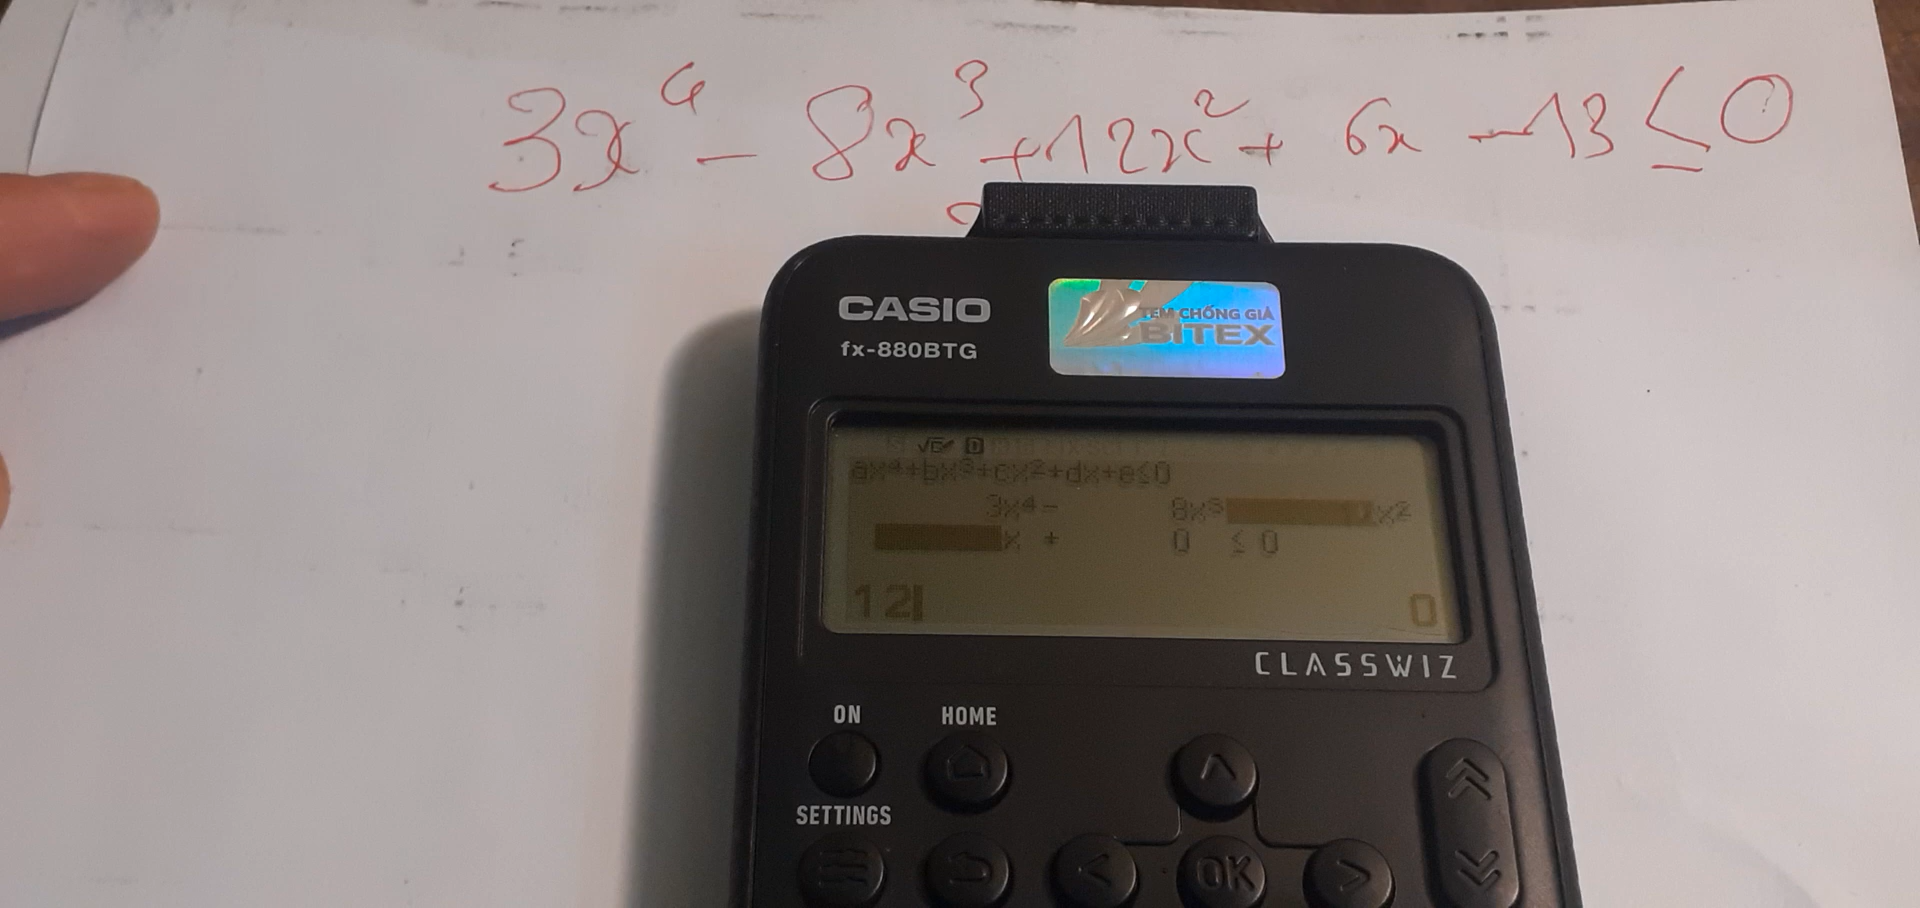 3x⁴ - 8x³ + 12x² + 6x - 13 ≤ 0
CASIO
fx-880BTG
TEM CHỐNG GIẢ
BITEX
ax⁴+bx³+cx²+dx+e≤0
3x⁴- 8x³ 12x²
x + 0 ≤ 0
12 0
CLASSWIZ
ON HOME
SETTINGS
OK